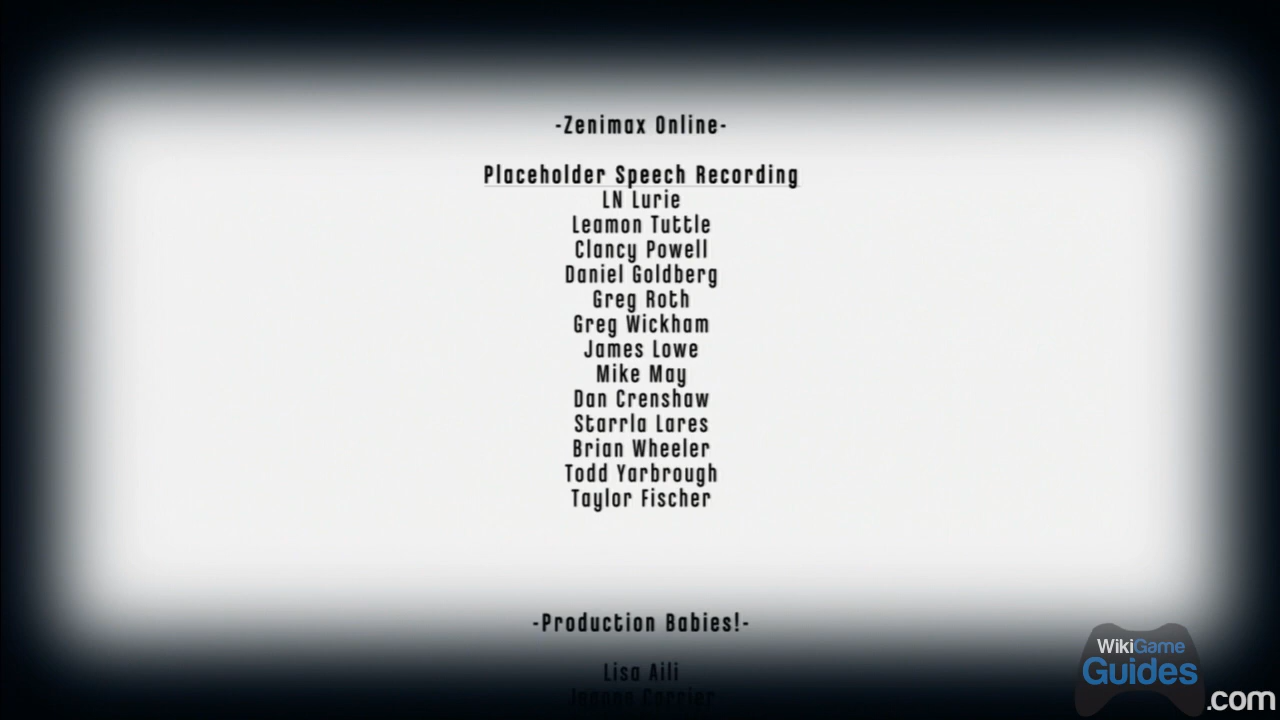 -Zenimax Online-
Placeholder Speech Recording
LN Lurie
Leamon Tuttle
Clancy Powell
Daniel Goldberg
Greg Roth
Greg Wickham
James Lowe
Mike May
Dan Crenshaw
Starrla Lares
Brian Wheeler
Todd Yarbrough
Taylor Fischer
-Production Babies!-
Lisa Aili
Carrier
WikiGame
Guides
.com